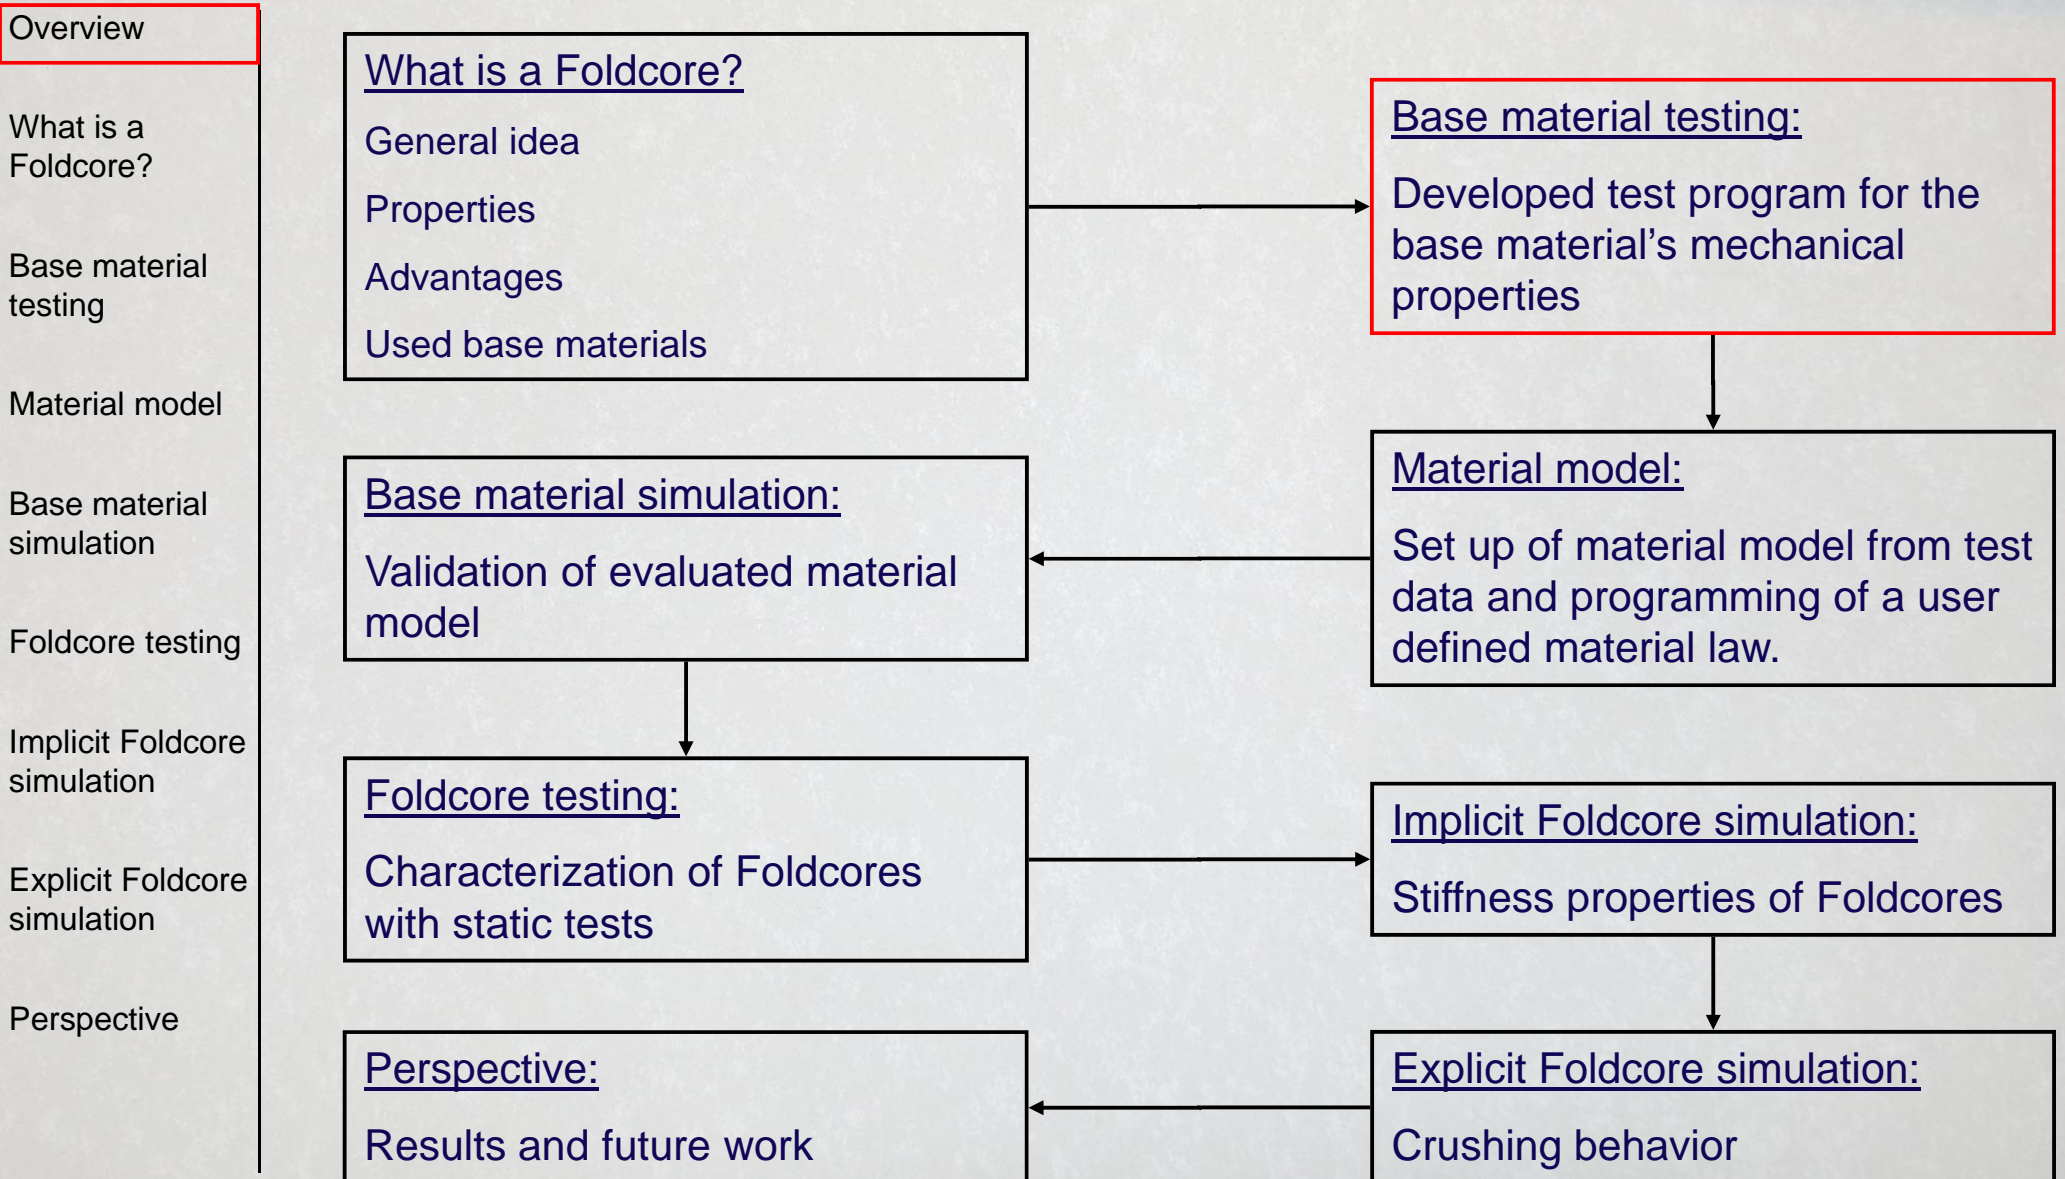 Overview
What is a
Foldcore?
Base material
testing
Material model
Base material
simulation
Foldcore testing
Implicit Foldcore
simulation
Explicit Foldcore
simulation
Perspective
What is a Foldcore?
General idea
Properties
Advantages
Used base materials
Base material testing:
Developed test program for the
base material’s mechanical
properties
Material model:
Set up of material model from test
data and programming of a user
defined material law.
Base material simulation:
Validation of evaluated material
model
Foldcore testing:
Characterization of Foldcores
with static tests
Implicit Foldcore simulation:
Stiffness properties of Foldcores
Explicit Foldcore simulation:
Crushing behavior
Perspective:
Results and future work